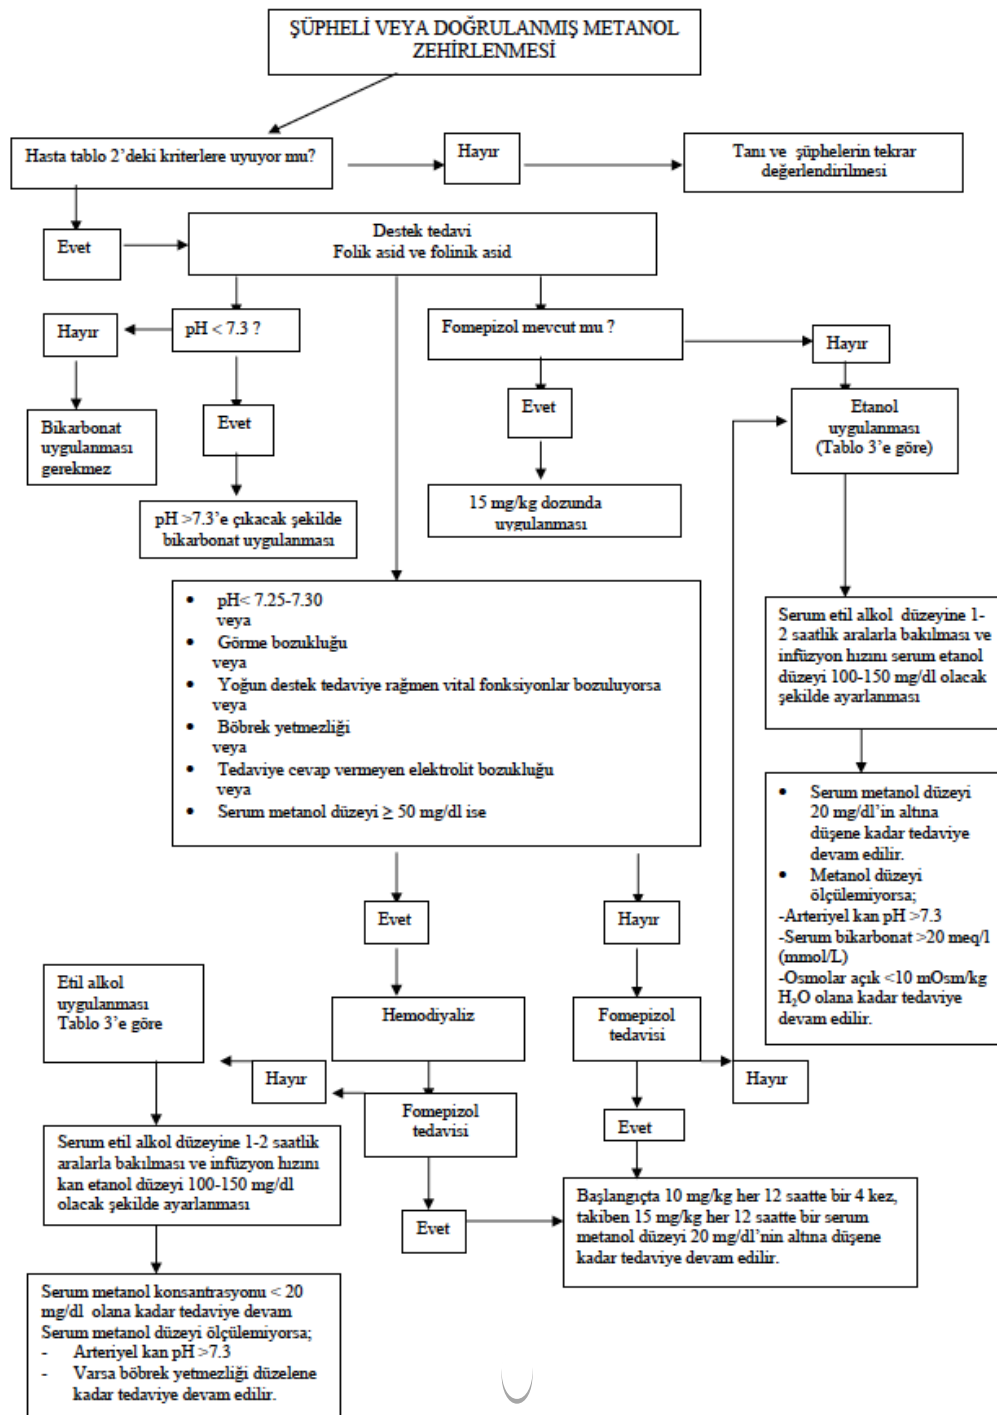 ŞÜPHELİ VEYA DOĞRULANMIŞ METANOL
ZEHİRLENMESİ
Hasta tablo 2’deki kriterlere uyuyor mu?
Hayır
Tanı ve şüphelerin tekrar
değerlendirilmesi
Evet
Destek tedavi
Folik asid ve folinik asid
Hayır
pH < 7.3 ?
Fomepizol mevcut mu ?
Hayır
Bikarbonat
uygulanması
gerekmez
Evet
Evet
Etanol
uygulanması
(Tablo 3’e göre)
pH >7.3’e çıkacak şekilde
bikarbonat uygulanması
15 mg/kg dozunda
uygulanması
• pH< 7.25-7.30
veya
• Görme bozukluğu
veya
• Yoğun destek tedaviye rağmen vital fonksiyonlar bozuluyorsa
veya
• Böbrek yetmezliği
veya
• Tedaviye cevap vermeyen elektrolit bozukluğu
veya
• Serum metanol düzeyi ≥ 50 mg/dl ise
Serum etil alkol düzeyine 1-
2 saatlik aralarla bakılması ve
infüzyon hızını serum etanol
düzeyi 100-150 mg/dl olacak
şekilde ayarlanması
• Serum metanol düzeyi
20 mg/dl’in altına
düşene kadar tedaviye
devam edilir.
• Metanol düzeyi
ölçülemiyorsa;
-Arteriyel kan pH >7.3
-Serum bikarbonat >20 meq/l
(mmol/L)
-Osmolar açık <10 mOsm/kg
H₂O olana kadar tedaviye
devam edilir.
Evet
Hayır
Etil alkol
uygulanması
Tablo 3’e göre
Hemodiyaliz
Fomepizol
tedavisi
Hayır
Hayır
Fomepizol
tedavisi
Evet
Serum etil alkol düzeyine 1-2 saatlik
aralarla bakılması ve infüzyon hızını
kan etanol düzeyi 100-150 mg/dl
olacak şekilde ayarlanması
Evet
Başlangıçta 10 mg/kg her 12 saatte bir 4 kez,
takiben 15 mg/kg her 12 saatte bir serum
metanol düzeyi 20 mg/dl’nin altına düşene
kadar tedaviye devam edilir.
Serum metanol konsantrasyonu < 20
mg/dl olana kadar tedaviye devam
Serum metanol düzeyi ölçülemiyorsa;
- Arteriyel kan pH >7.3
- Varsa böbrek yetmezliği düzelene
kadar tedaviye devam edilir.